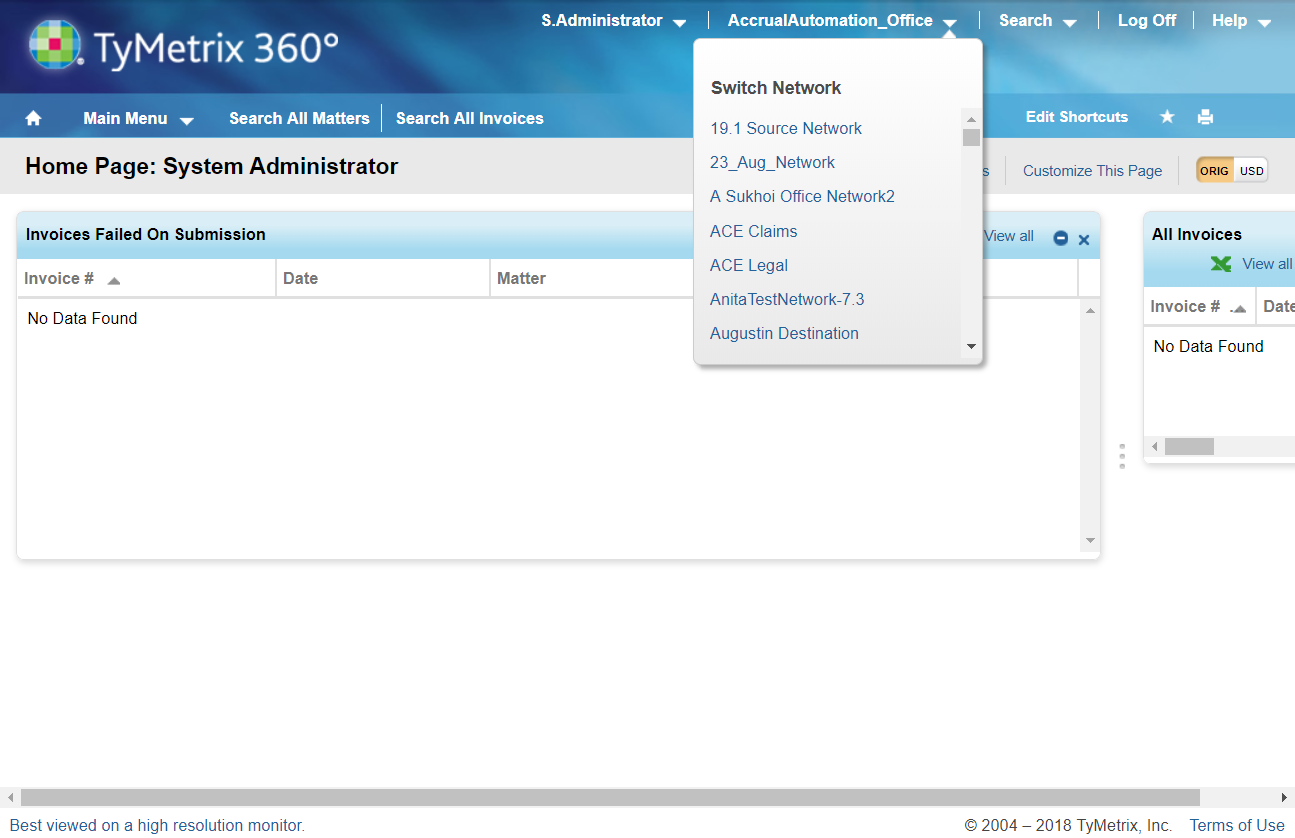 S.Administrator
AccrualAutomation_Office
Search
Log Off
Help
TyMetrix 360°
Main Menu
Search All Matters
Search All Invoices
Edit Shortcuts
Switch Network
19.1 Source Network
23_Aug_Network
A Sukhoi Office Network2
ACE Claims
ACE Legal
AnitaTestNetwork-7.3
Augustin Destination
Home Page: System Administrator
Customize This Page
ORIG USD
Invoices Failed On Submission
View all
Invoice # Date Matter
No Data Found
All Invoices
View all
Invoice # Date
No Data Found
Best viewed on a high resolution monitor.
© 2004 – 2018 TyMetrix, Inc. Terms of Use